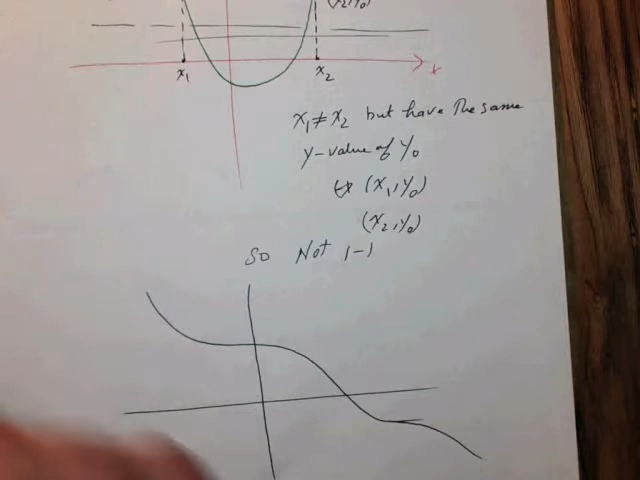 (x₂,y₀)
x₁ x₂ x
x₁ ≠ x₂ but have the same
y-value of y₀
(x₁,y₀)
(x₂,y₀)
So Not 1-1